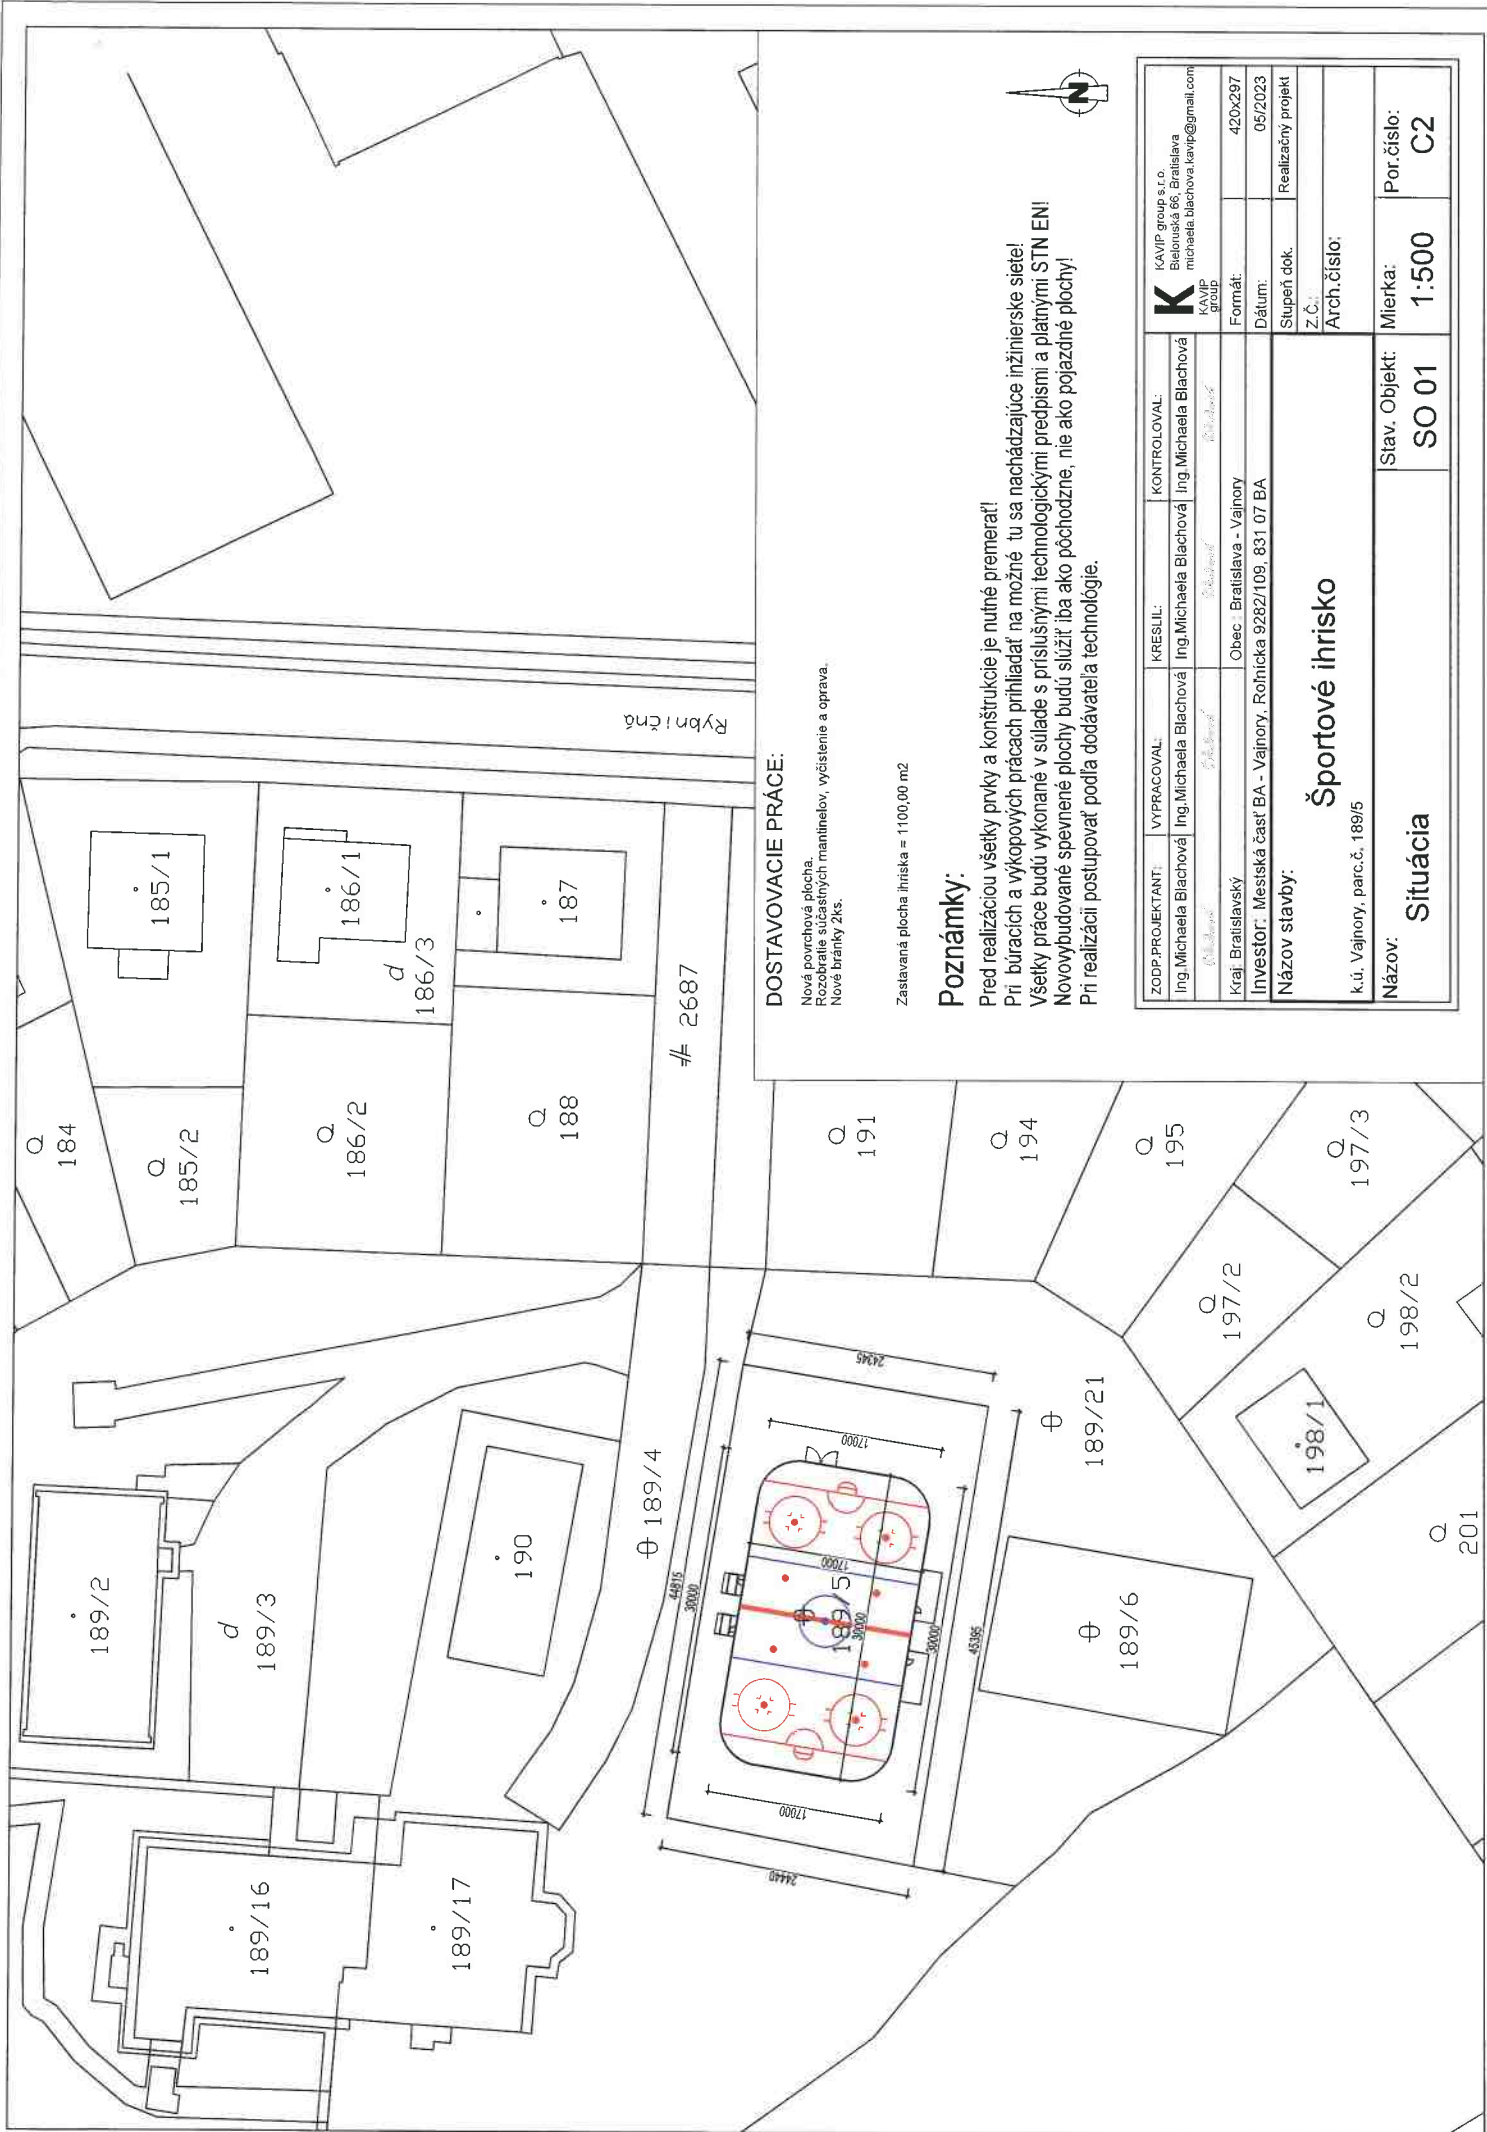 Rybničná
184
185/2
185/1
186/2
186/1
d
186/3
188
187
2687
189/2
d
189/3
190
189/4
189/16
189/17
44815
30000
24345
17000
17000
189/5
30000
30000
45395
17000
24440
189/21
189/6
191
194
195
197/3
197/2
198/2
198/1
201
DOSTAVOVACIE PRÁCE:
Nová povrchová plocha.
Rozobratie súčastných mantinelov, vyčistenie a oprava.
Nové bránky 2ks.
Zastavaná plocha ihriska = 1100,00 m2
Poznámky:
Pred realizáciou všetky prvky a konštrukcie je nutné premerať!
Pri búracích a výkopových prácach prihliadať na možné tu sa nachádzajúce inžinierske siete!
Všetky práce budú vykonané v súlade s príslušnými technologickými predpismi a platnými STN EN!
Novovybudované spevnené plochy budú slúžiť iba ako pôchodzne, nie ako pojazdné plochy!
Pri realizácii postupovať podľa dodávateľa technológie.
N
ZODP.PROJEKTANT: VYPRACOVAL: KRESLIL: KONTROLOVAL:
Ing.Michaela Blachová Ing.Michaela Blachová Ing.Michaela Blachová Ing.Michaela Blachová
K
KAVIP
group
KAVIP group s.r.o.
Bieloruská 66, Bratislava
michaela.blachova.kavip@gmail.com
Kraj: Bratislavský Obec : Bratislava - Vajnory
Formát: 420x297
Investor: Mestská časť BA - Vajnory, Roľnícka 9282/109, 831 07 BA
Dátum: 05/2023
Názov stavby:
Stupeň dok. Realizačný projekt
Z.Č.:
Športové ihrisko
Arch.číslo:
k.ú. Vajnory, parc.č. 189/5
Názov:
Situácia
Stav. Objekt:
SO 01
Mierka:
1:500
Por.číslo:
C2